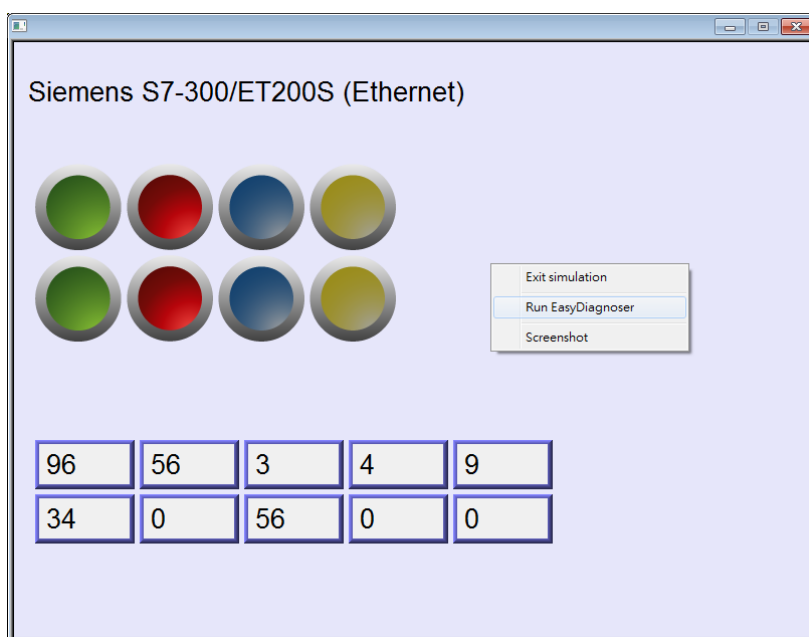 Siemens S7-300/ET200S (Ethernet)
Exit simulation
Run EasyDiagnoser
Screenshot
96 56 3 4 9
34 0 56 0 0